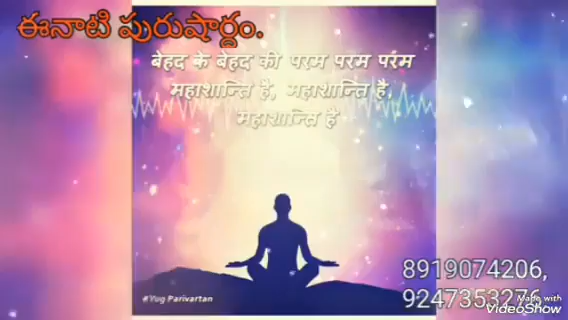 ఈనాటి పురుషార్దం.
बेहद के बेहद की परम परम परम
महाशान्ति है, महाशान्ति है,
महाशान्ति है
8919074206,
9247353276,
#Yug Parivartan
Made with
VideoShow